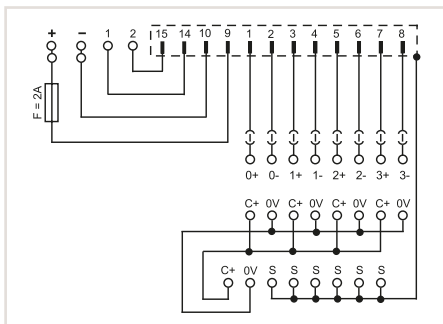 + − 1 2 15 14 10 9 1 2 3 4 5 6 7 8
F = 2A
0+ 0- 1+ 1- 2+ 2- 3+ 3-
C+ 0V C+ 0V C+ 0V C+ 0V
C+ 0V S S S S S S